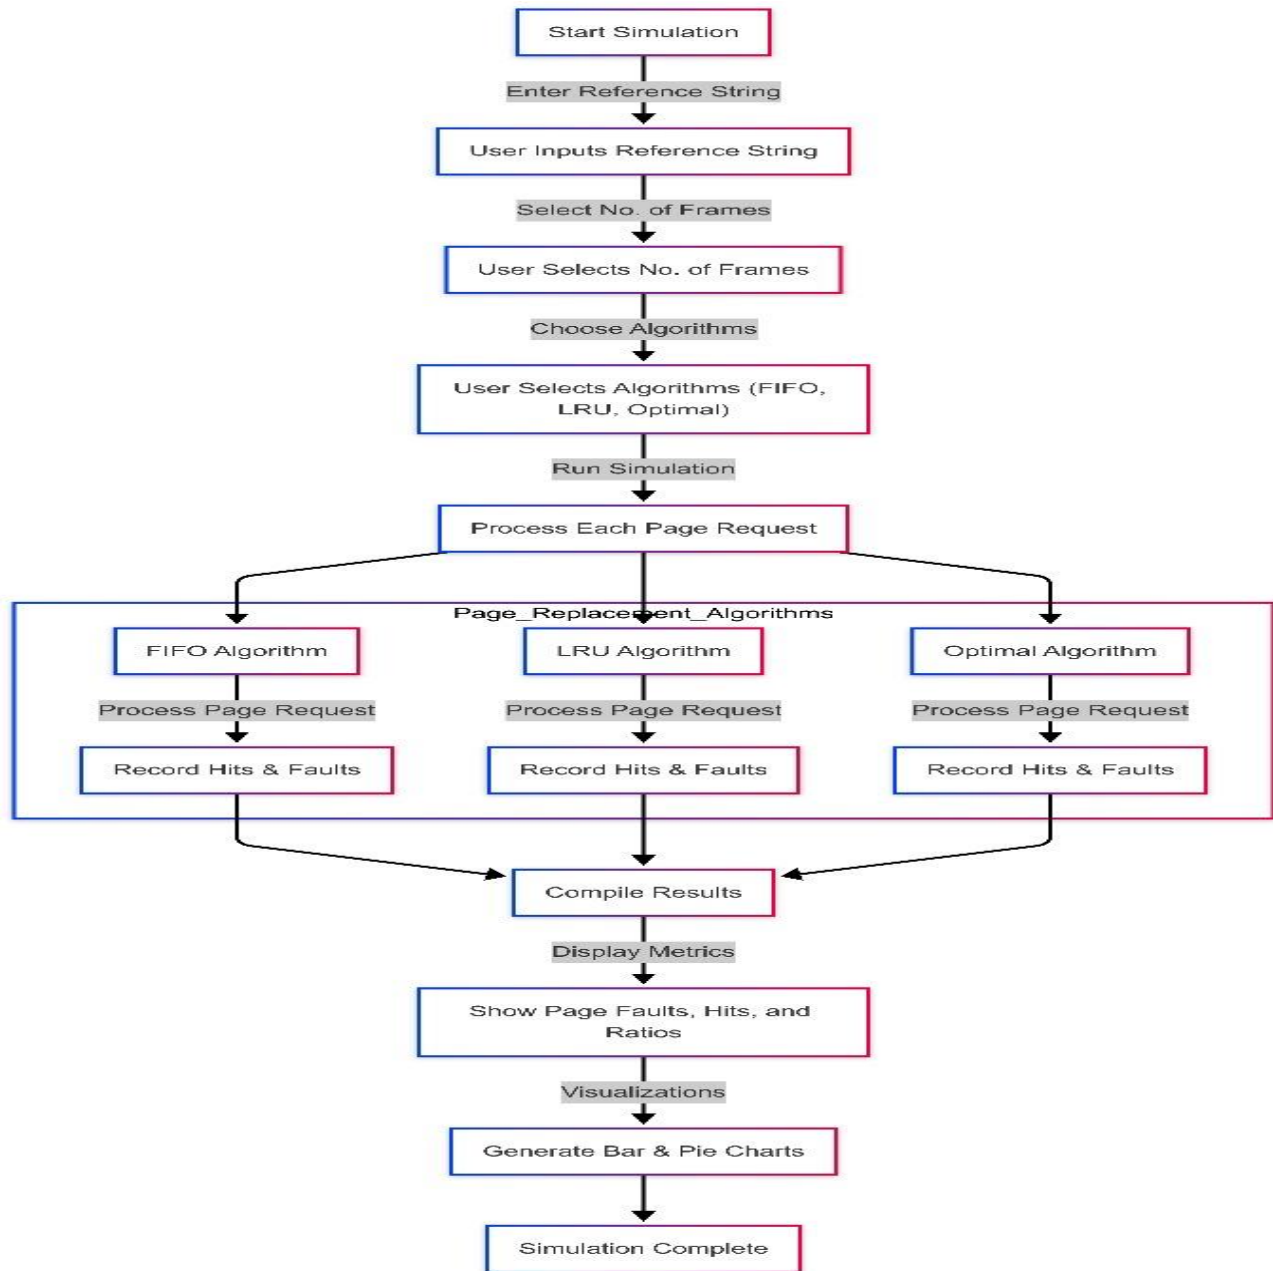 Start Simulation
Enter Reference String
User Inputs Reference String
Select No. of Frames
User Selects No. of Frames
Choose Algorithms
User Selects Algorithms (FIFO,
LRU, Optimal)
Run Simulation
Process Each Page Request
Page_Replacement_Algorithms
FIFO Algorithm
LRU Algorithm
Optimal Algorithm
Process Page Request
Process Page Request
Process Page Request
Record Hits & Faults
Record Hits & Faults
Record Hits & Faults
Compile Results
Display Metrics
Show Page Faults, Hits, and
Ratios
Visualizations
Generate Bar & Pie Charts
Simulation Complete